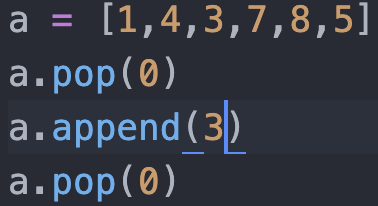 a = [1,4,3,7,8,5]
a.pop(0)
a.append(3)
a.pop(0)